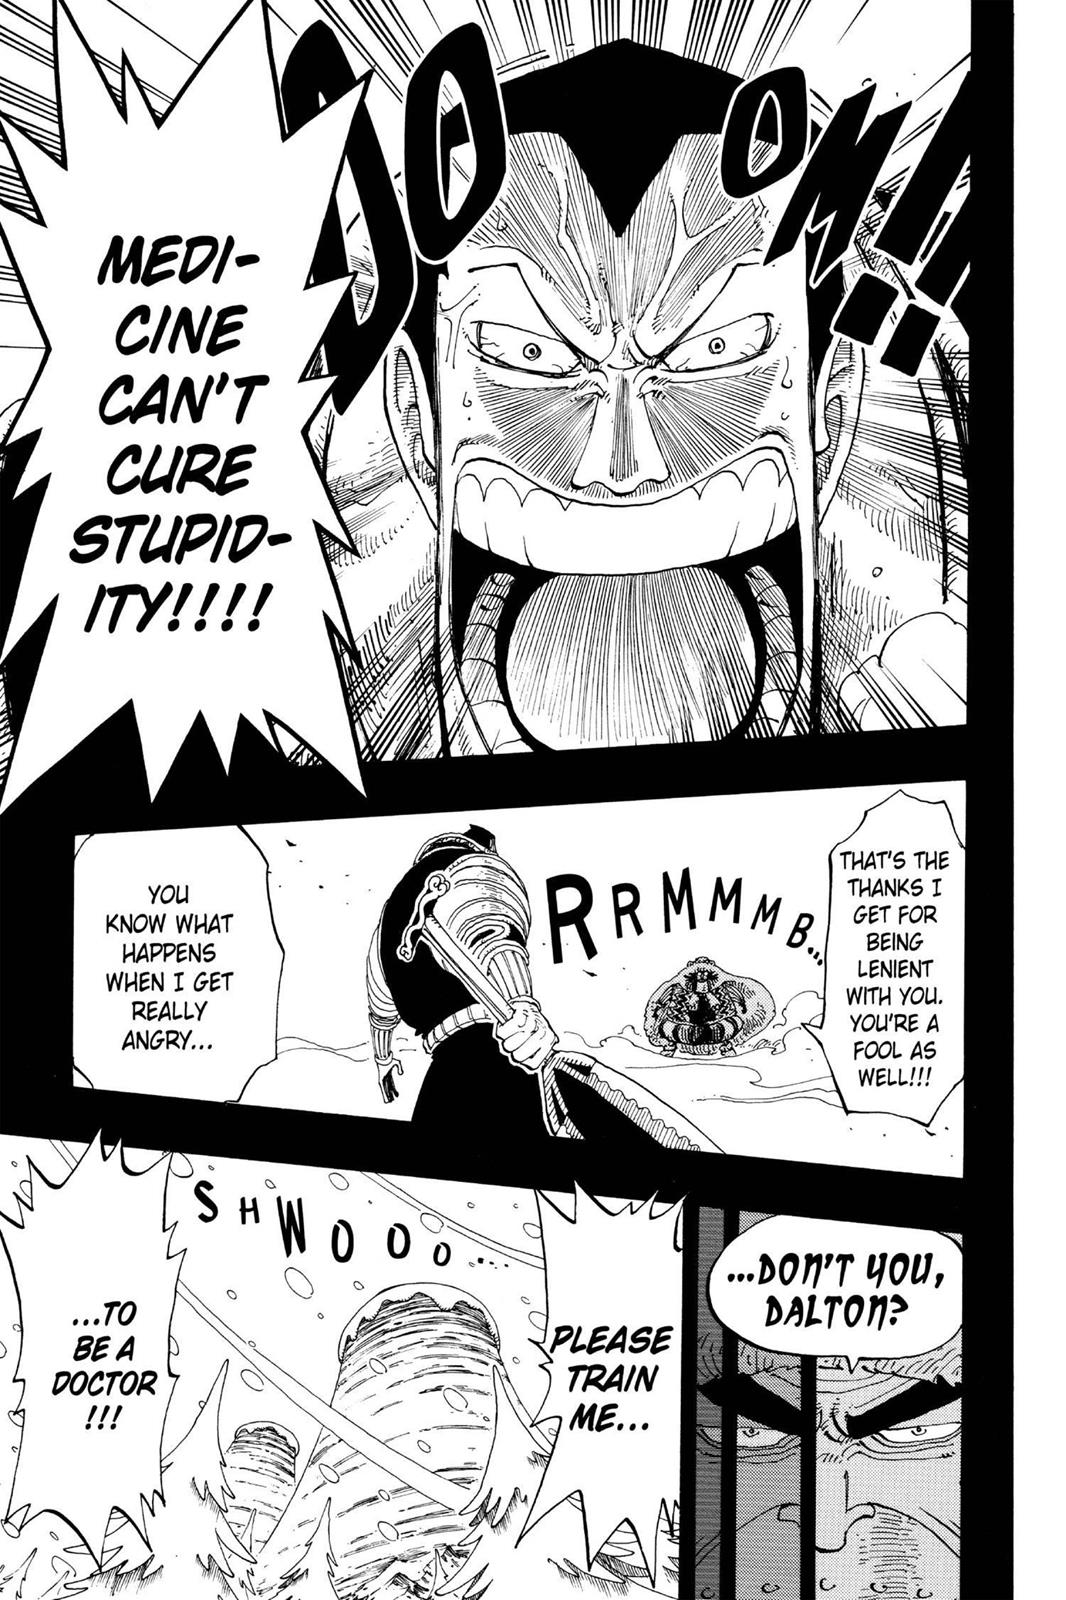 DOOM!!
MEDI-
CINE
CAN'T
CURE
STUPID-
ITY!!!!
THAT'S THE
THANKS I
GET FOR
BEING
LENIENT
WITH YOU.
YOU'RE A
FOOL AS
WELL!!!
RRMMMB...
YOU
KNOW WHAT
HAPPENS
WHEN I GET
REALLY
ANGRY...
...DON'T YOU,
DALTON?
PLEASE
TRAIN
ME...
SHWOOO...
...TO
BE A
DOCTOR
!!!